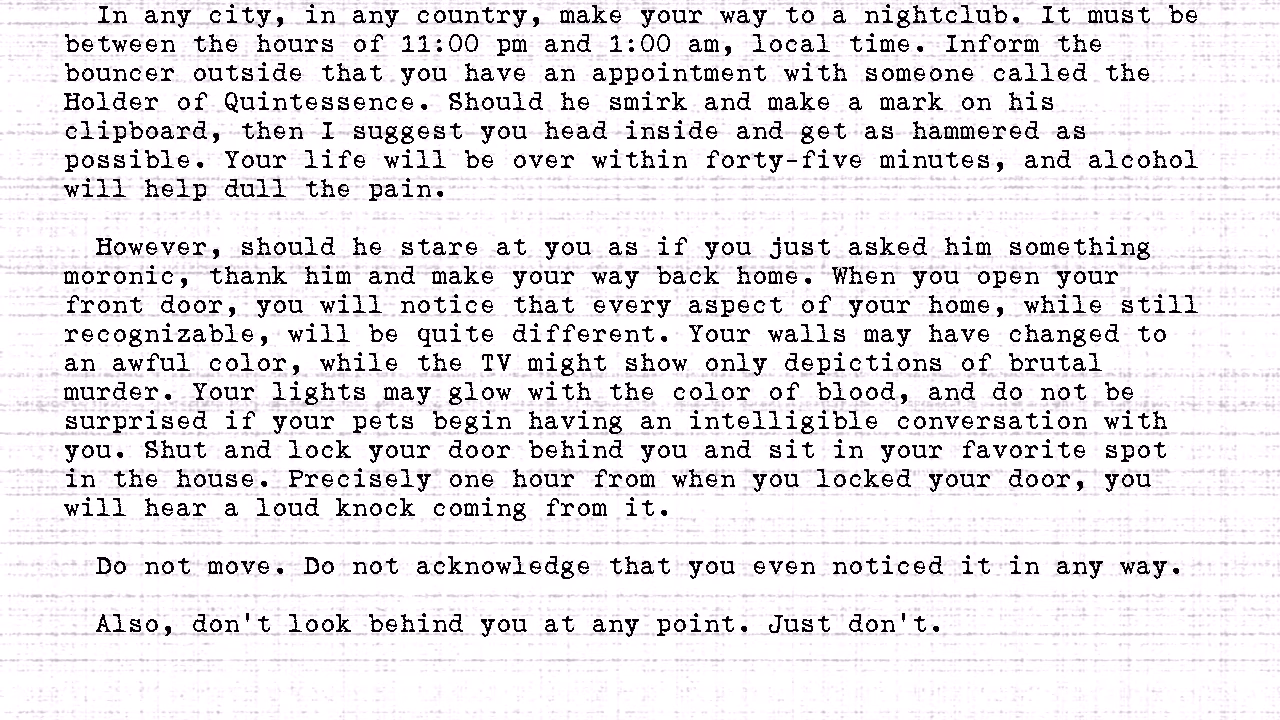 In any city, in any country, make your way to a nightclub. It must be
between the hours of 11:00 pm and 1:00 am, local time. Inform the
bouncer outside that you have an appointment with someone called the
Holder of Quintessence. Should he smirk and make a mark on his
clipboard, then I suggest you head inside and get as hammered as
possible. Your life will be over within forty-five minutes, and alcohol
will help dull the pain.
However, should he stare at you as if you just asked him something
moronic, thank him and make your way back home. When you open your
front door, you will notice that every aspect of your home, while still
recognizable, will be quite different. Your walls may have changed to
an awful color, while the TV might show only depictions of brutal
murder. Your lights may glow with the color of blood, and do not be
surprised if your pets begin having an intelligible conversation with
you. Shut and lock your door behind you and sit in your favorite spot
in the house. Precisely one hour from when you locked your door, you
will hear a loud knock coming from it.
Do not move. Do not acknowledge that you even noticed it in any way.
Also, don't look behind you at any point. Just don't.